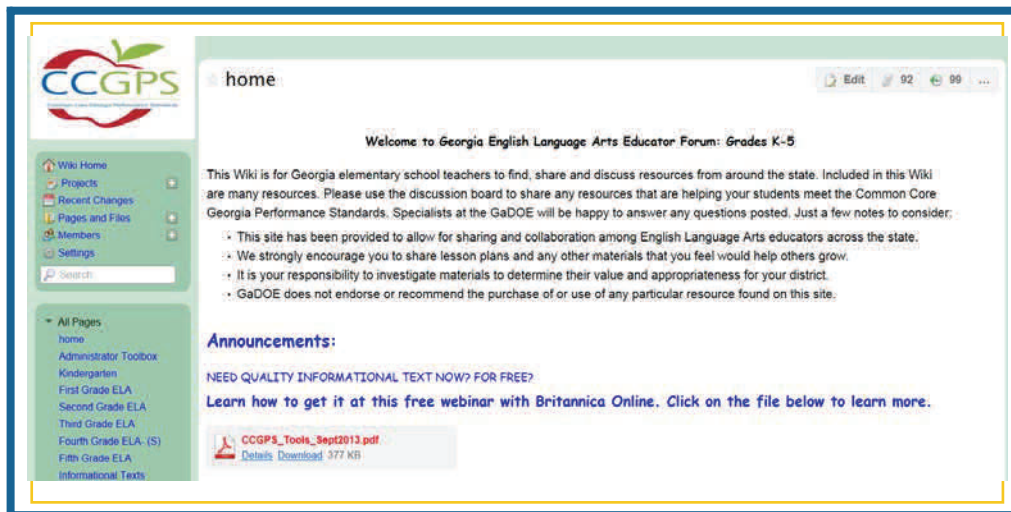 CCGPS
home
Edit 92 99 ...
Welcome to Georgia English Language Arts Educator Forum: Grades K-5
This Wiki is for Georgia elementary school teachers to find, share and discuss resources from around the state. Included in this Wiki
are many resources. Please use the discussion board to share any resources that are helping your students meet the Common Core
Georgia Performance Standards. Specialists at the GaDOE will be happy to answer any questions posted. Just a few notes to consider:
• This site has been provided to allow for sharing and collaboration among English Language Arts educators across the state.
• We strongly encourage you to share lesson plans and any other materials that you feel would help others grow.
• It is your responsibility to investigate materials to determine their value and appropriateness for your district.
• GaDOE does not endorse or recommend the purchase of or use of any particular resource found on this site.
Announcements:
NEED QUALITY INFORMATIONAL TEXT NOW? FOR FREE?
Learn how to get it at this free webinar with Britannica Online. Click on the file below to learn more.
CCGPS_Tools_Sept2013.pdf
Details Download 377 KB
Wiki Home
Projects
Recent Changes
Pages and Files
Members
Settings
Search
All Pages
home
Administrator Toolbox
Kindergarten
First Grade ELA
Second Grade ELA
Third Grade ELA
Fourth Grade ELA- (S)
Fifth Grade ELA
Informational Texts